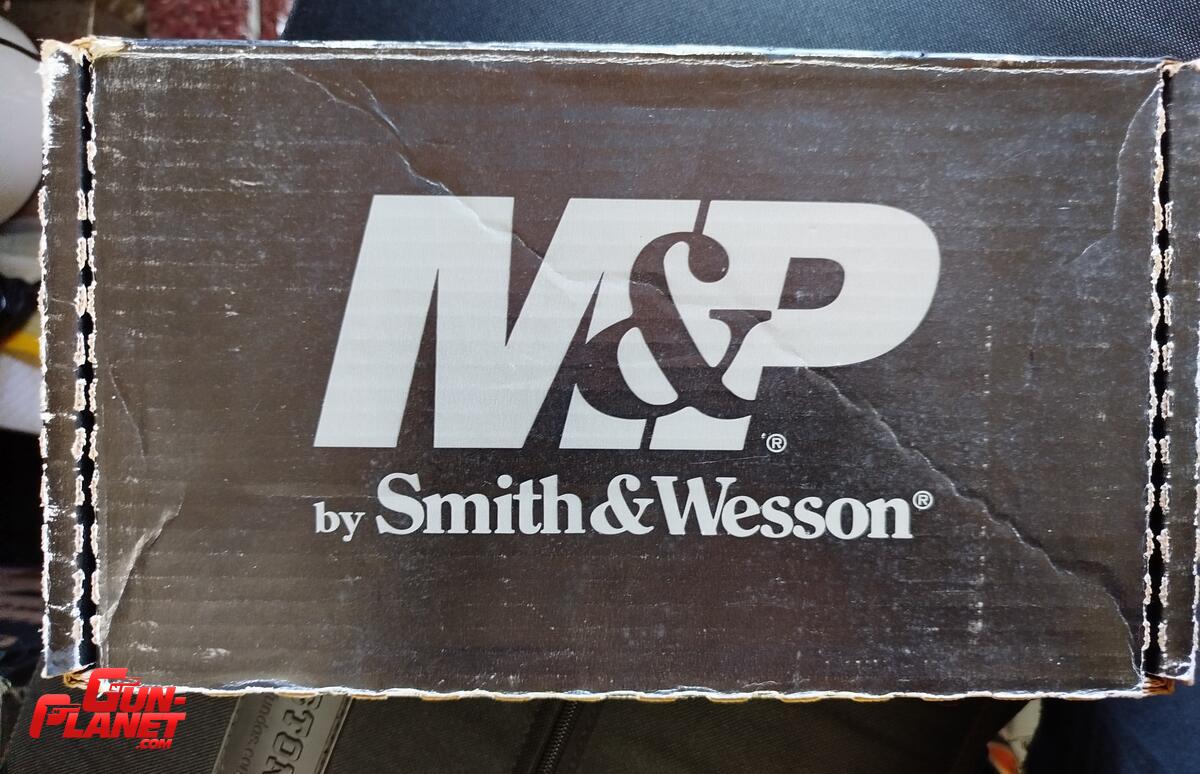 M&P®
by Smith & Wesson®
GUN-
PLANET
.COM